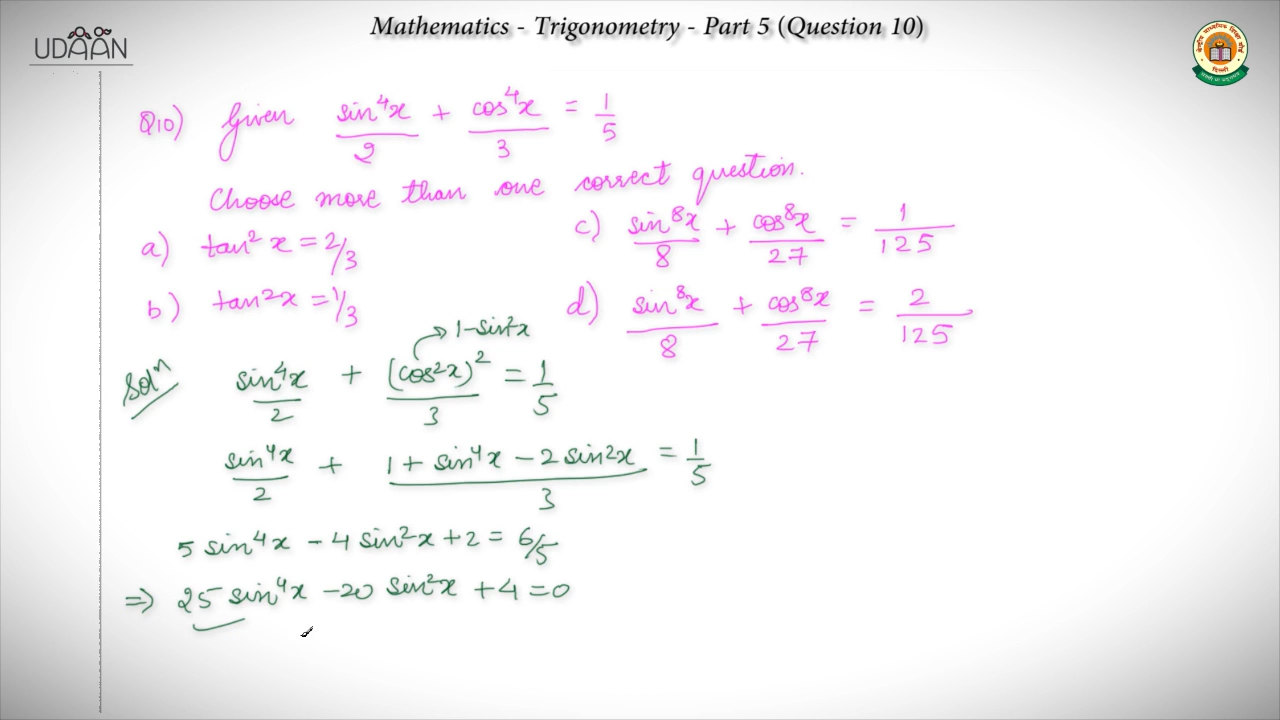 Mathematics - Trigonometry - Part 5 (Question 10)
UDAAN
Q10) Given sin⁴x/2 + cos⁴x/3 = 1/5
Choose more than one correct question.
a) tan²x = 2/3
b) tan²x = 1/3
c) sin⁸x/8 + cos⁸x/27 = 1/125
d) sin⁸x/8 + cos⁸x/27 = 2/125
→ 1-sin²x
Solⁿ sin⁴x/2 + (cos²x)²/3 = 1/5
sin⁴x/2 + (1 + sin⁴x - 2 sin²x)/3 = 1/5
5 sin⁴x - 4 sin²x + 2 = 6/5
⇒ 25 sin⁴x - 20 sin²x + 4 = 0